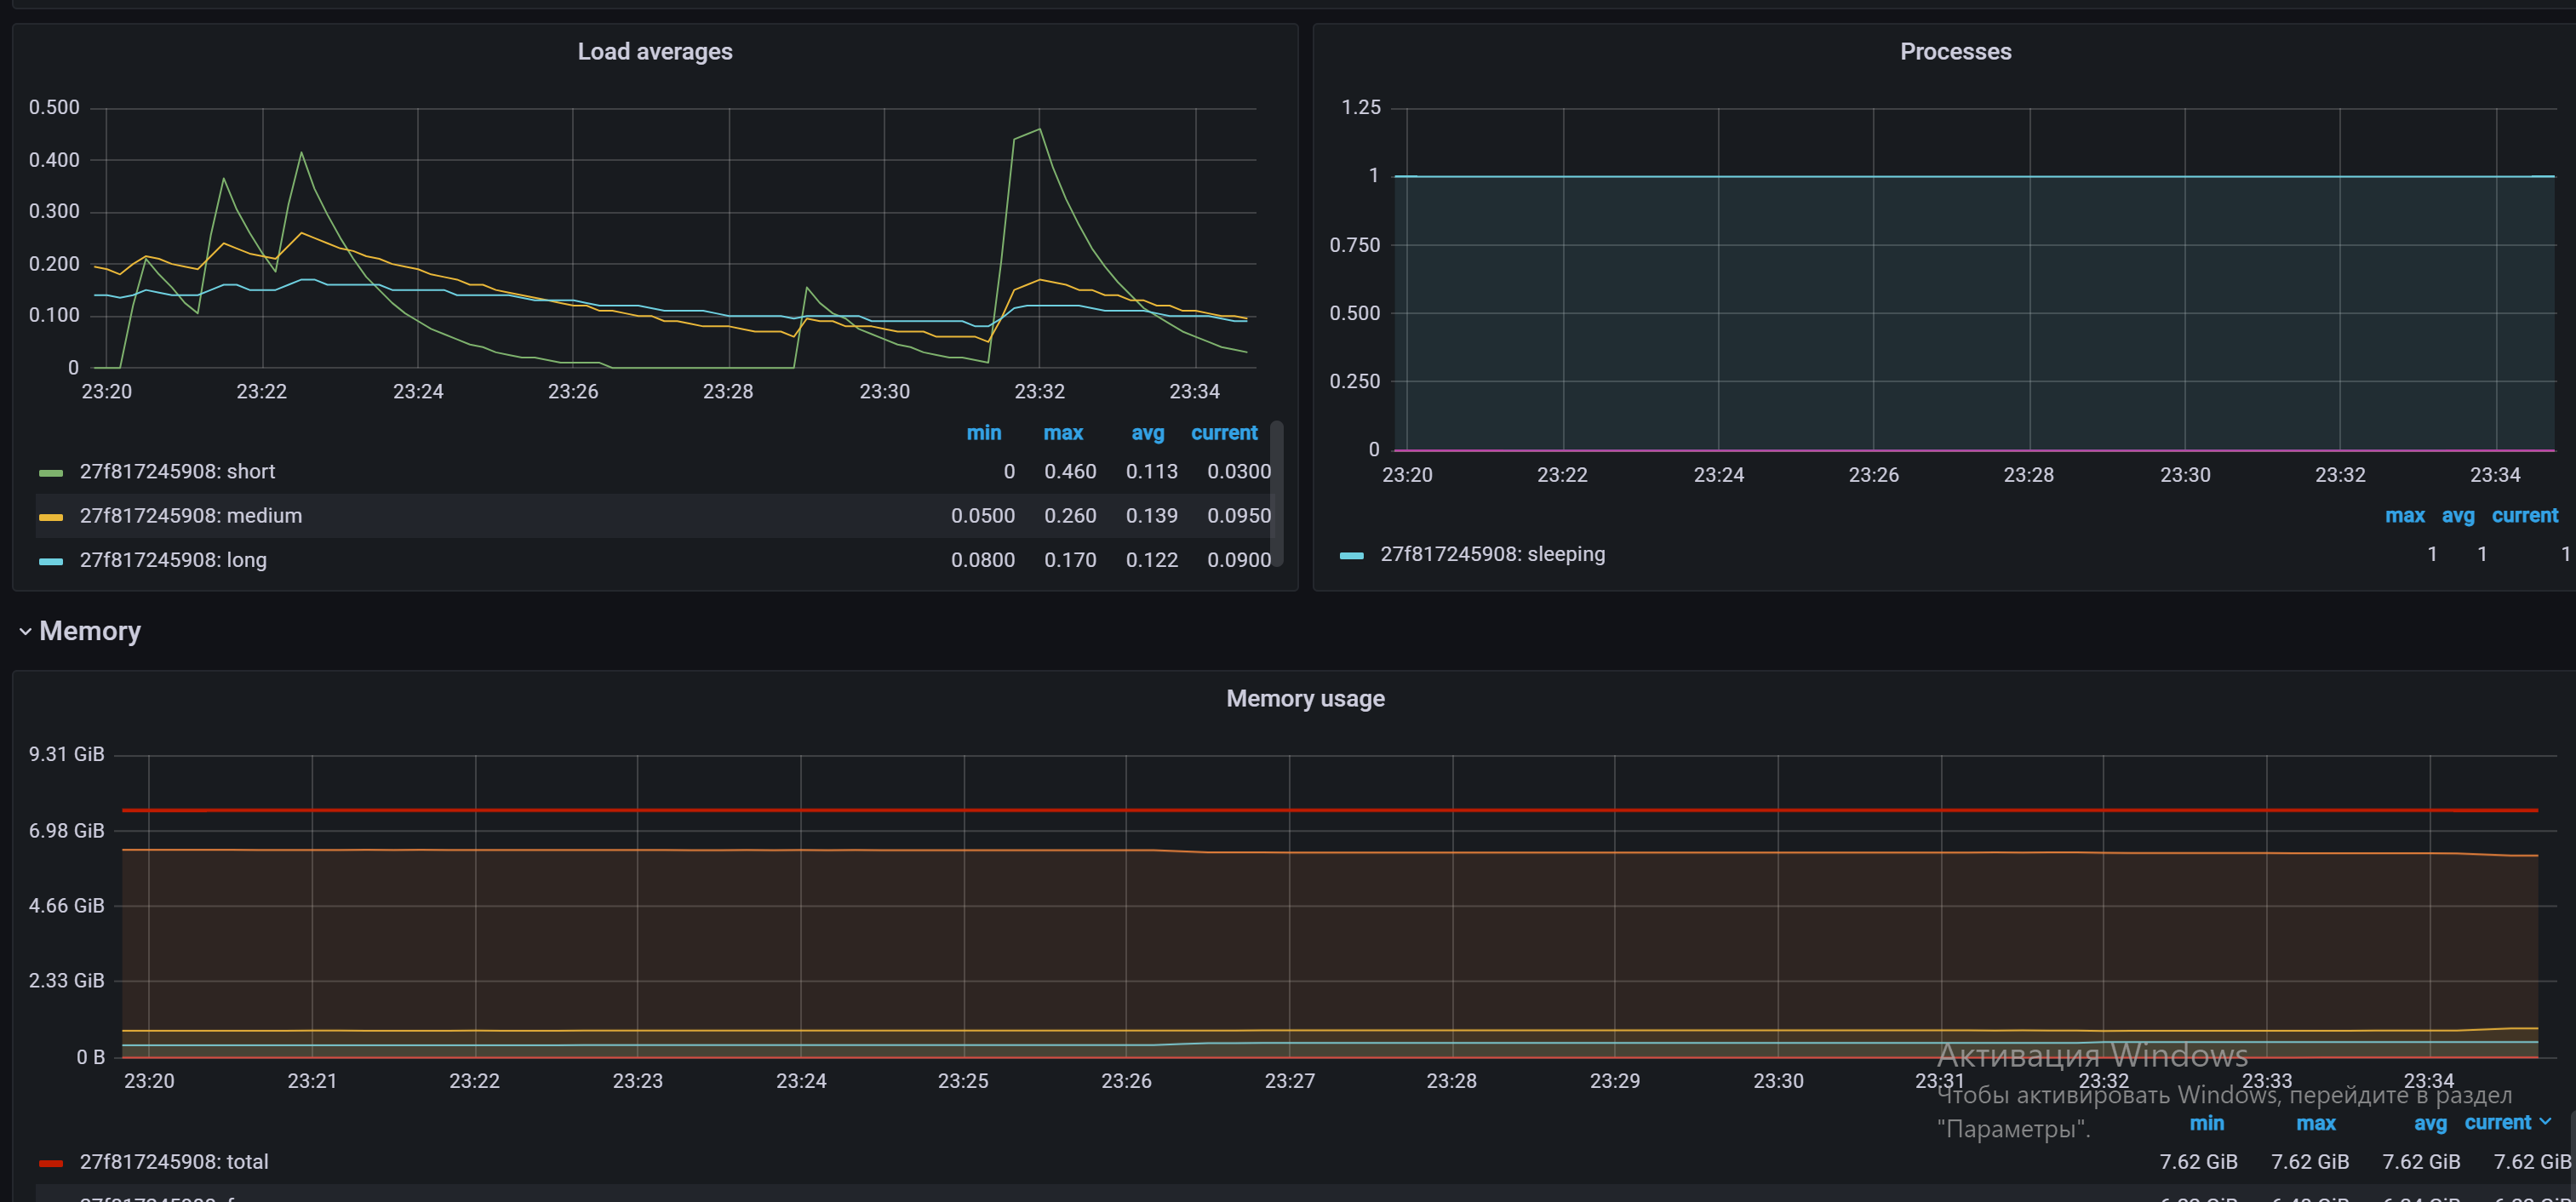 Load averages
0.500
0.400
0.300
0.200
0.100
0
23:20 23:22 23:24 23:26 23:28 23:30 23:32 23:34
min max avg current
27f817245908: short 0 0.460 0.113 0.0300
27f817245908: medium 0.0500 0.260 0.139 0.0950
27f817245908: long 0.0800 0.170 0.122 0.0900
Processes
1.25
1
0.750
0.500
0.250
0
23:20 23:22 23:24 23:26 23:28 23:30 23:32 23:34
max avg current
27f817245908: sleeping 1 1 1
Memory
Memory usage
9.31 GiB
6.98 GiB
4.66 GiB
2.33 GiB
0 B
23:20 23:21 23:22 23:23 23:24 23:25 23:26 23:27 23:28 23:29 23:30 23:31 23:32 23:33 23:34
Активация Windows
Чтобы активировать Windows, перейдите в раздел
"Параметры".
min max avg current
27f817245908: total 7.62 GiB 7.62 GiB 7.62 GiB 7.62 GiB